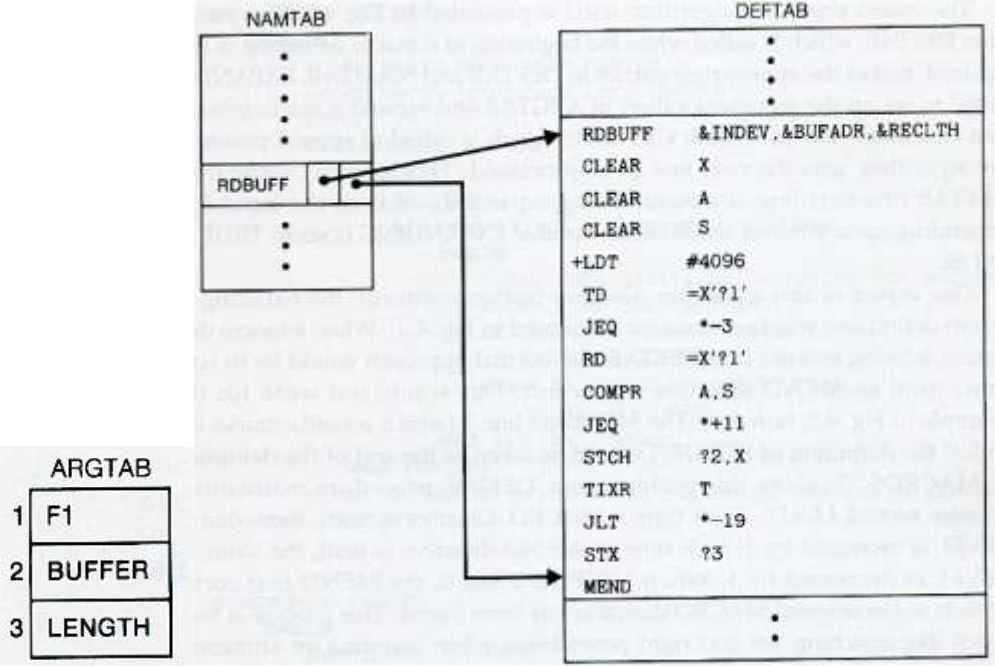 NAMTAB
RDBUFF
DEFTAB
RDBUFF &INDEV,&BUFADR,&RECLTH
CLEAR X
CLEAR A
CLEAR S
+LDT #4096
TD =X'?1'
JEQ *-3
RD =X'?1'
COMPR A,S
JEQ *+11
STCH ?2,X
TIXR T
JLT *-19
STX ?3
MEND
ARGTAB
1 F1
2 BUFFER
3 LENGTH